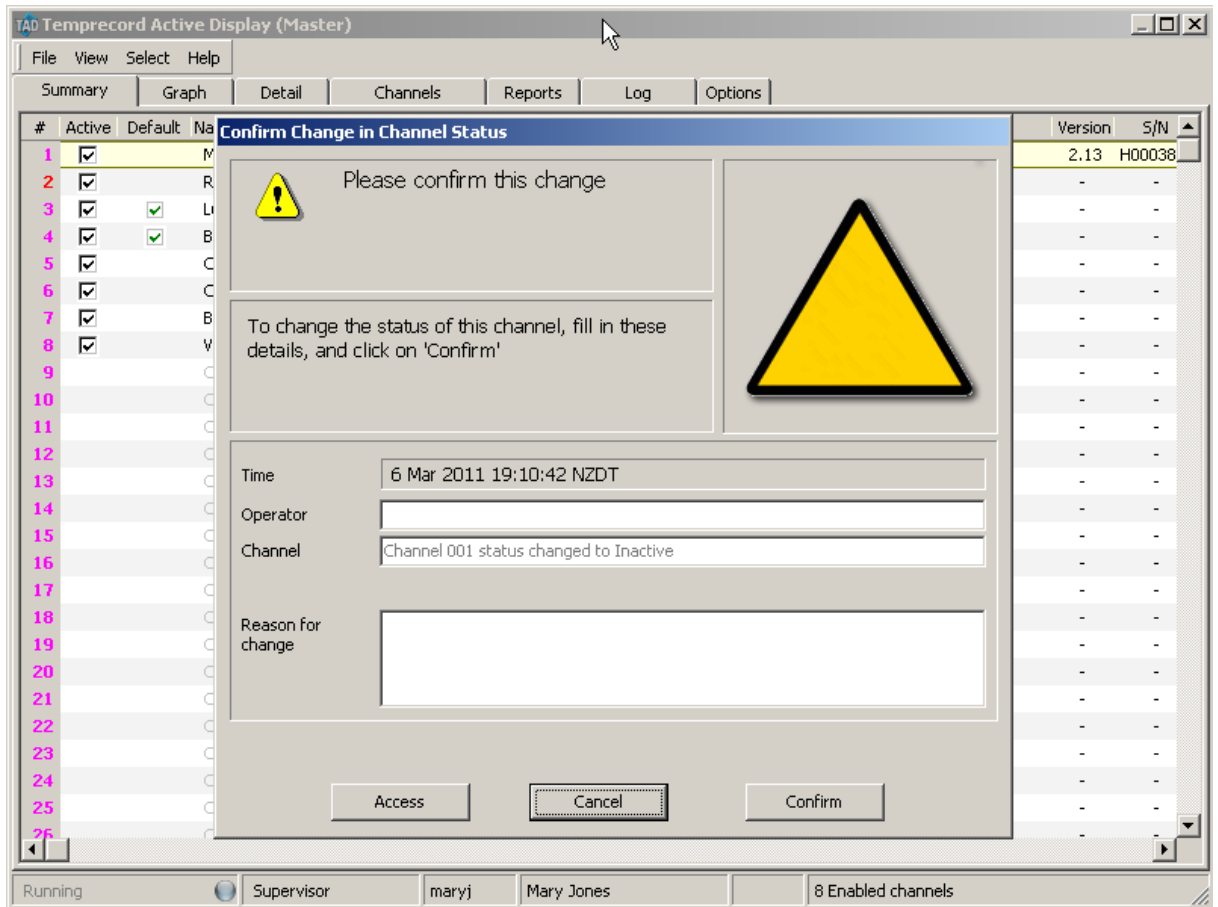 TAD Temprecord Active Display (Master)
File View Select Help
Summary Graph Detail Channels Reports Log Options
# Active Default Na Version S/N
Confirm Change in Channel Status
1 M 2.13 H00038
2 R - -
3 - -
4 B - -
5 C - -
6 C - -
7 B - -
8 V - -
9 - -
10 - -
11 - -
12 - -
13 - -
14 - -
15 - -
16 - -
17 - -
18 - -
19 - -
20 - -
21 - -
22 - -
23 - -
24 - -
25 - -
26 - -
Please confirm this change
To change the status of this channel, fill in these
details, and click on 'Confirm'
Time 6 Mar 2011 19:10:42 NZDT
Operator
Channel Channel 001 status changed to Inactive
Reason for
change
Access Cancel Confirm
Running Supervisor maryj Mary Jones 8 Enabled channels